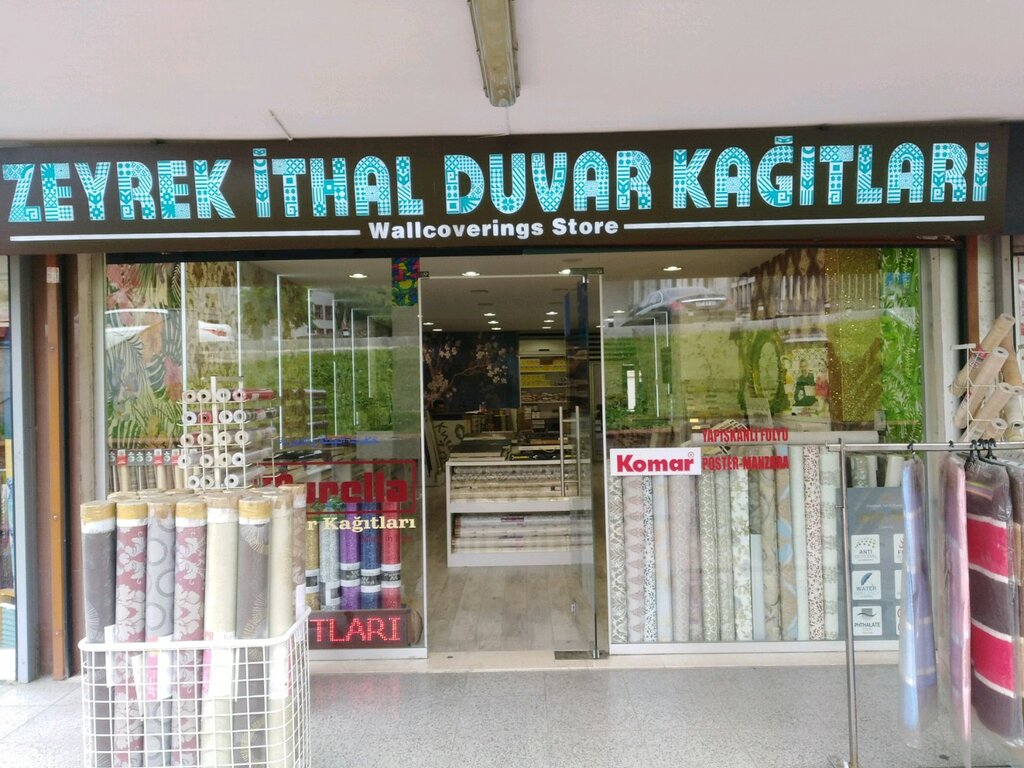 ZEYREK İTHAL DUVAR KAĞITLARI
Wallcoverings Store
YAPIŞKANLI FOLYO
Komar®
POSTER-MANZARA
Kağıtları
TLARI
ANTI
WATER
PHTHALATE